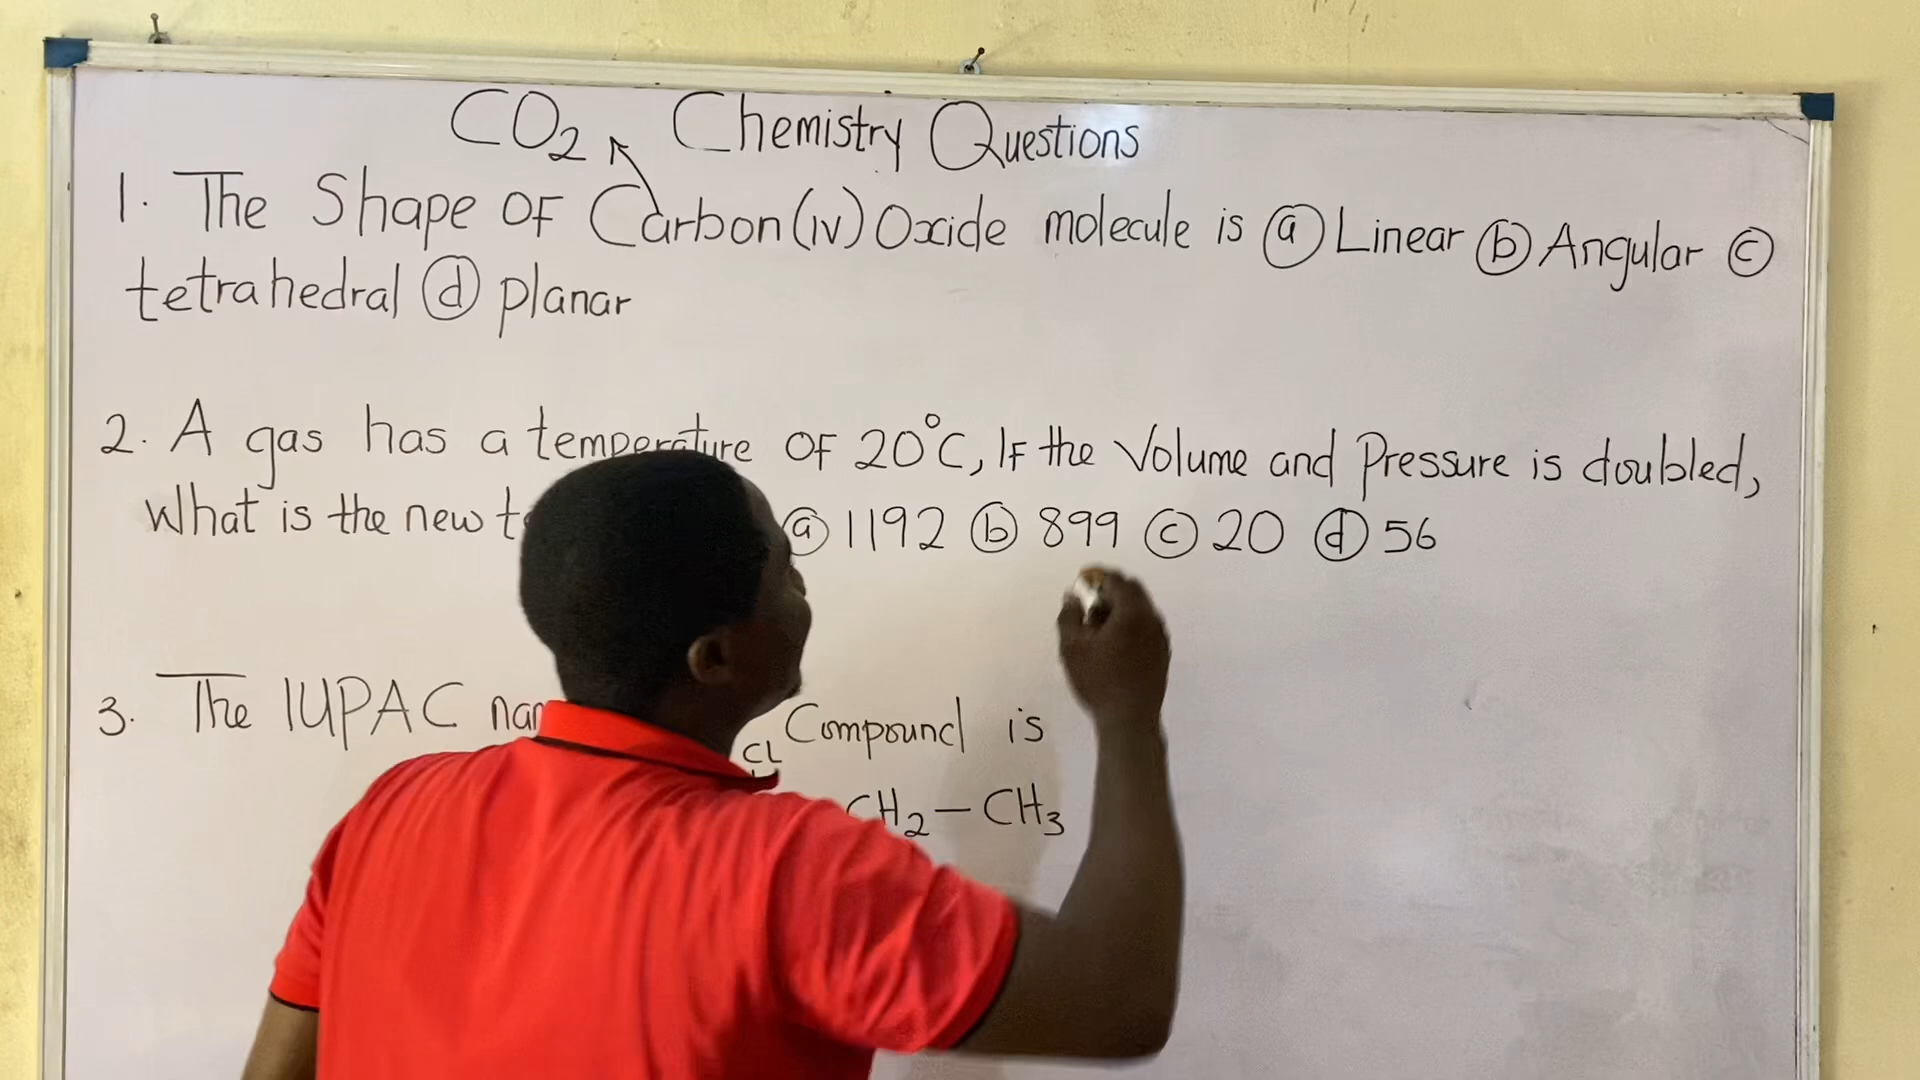 CO2 Chemistry Questions
1. The Shape OF Carbon(iv) Oxide molecule is (a) Linear (b) Angular (c)
tetrahedral (d) planar
2. A gas has a temperature OF 20°C, IF the Volume and Pressure is doubled,
What is the new (a) 1192 (b) 899 (c) 20 (d) 56
3. The IUPAC Compound is
CL
CH2-CH3